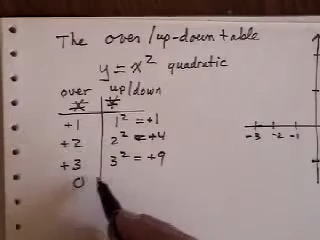 The over/up-down table
y = x² quadratic
over up/down
x y
+1 1² = +1
+2 2² = +4
+3 3² = +9
0
-3 -2 -1